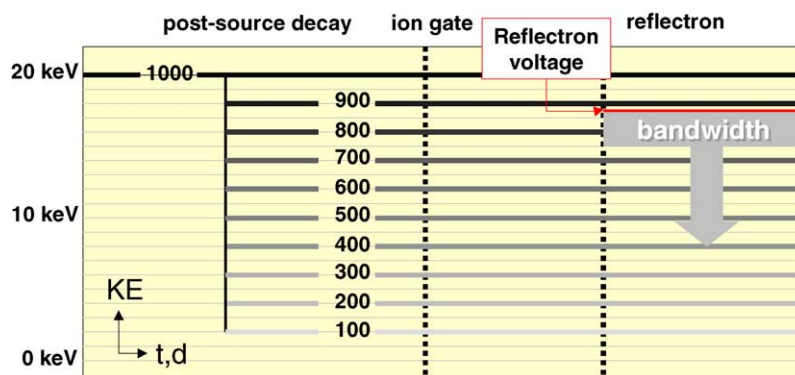 post-source decay ion gate reflectron
Reflectron
voltage
20 keV 1000
900
800 bandwidth
700
600
10 keV 500
400
300
KE
200
100
t,d
0 keV